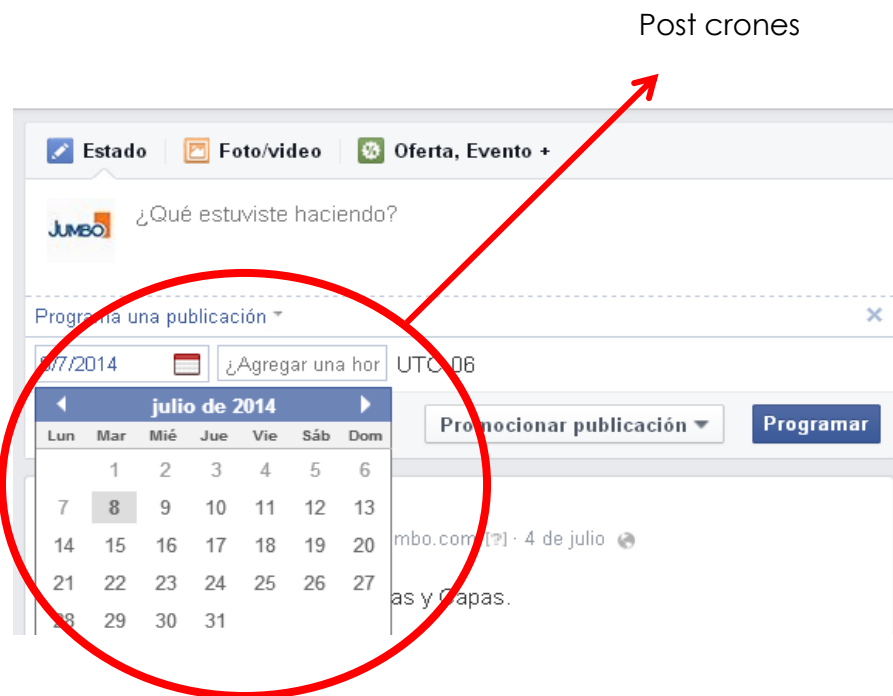 Post crones
Estado Foto/video Oferta, Evento +
JUMBO
¿Qué estuviste haciendo?
Programa una publicación
8/7/2014 ¿Agregar una hor UTC-06
julio de 2014
Lun Mar Mié Jue Vie Sáb Dom
Promocionar publicación Programar
1 2 3 4 5 6
7 8 9 10 11 12 13
14 15 16 17 18 19 20
mbo.com [?] · 4 de julio
21 22 23 24 25 26 27
as y Capas.
28 29 30 31